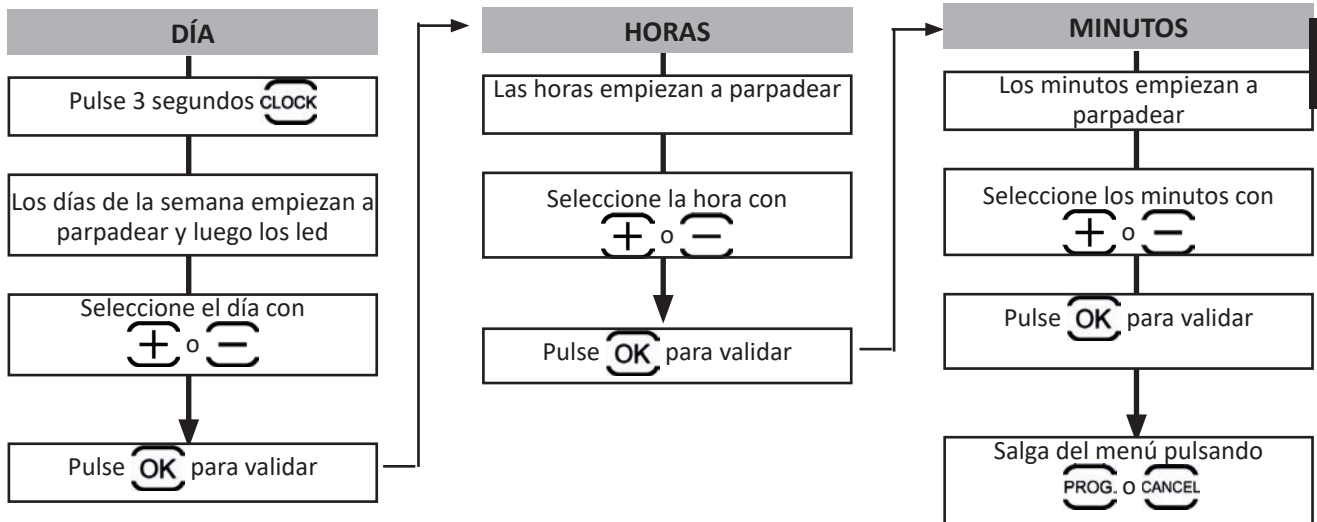 DÍA
Pulse 3 segundos CLOCK
Los días de la semana empiezan a
parpadear y luego los led
Seleccione el día con
+ o −
Pulse OK para validar
HORAS
Las horas empiezan a parpadear
Seleccione la hora con
+ o −
Pulse OK para validar
MINUTOS
Los minutos empiezan a
parpadear
Seleccione los minutos con
+ o −
Pulse OK para validar
Salga del menú pulsando
PROG. o CANCEL